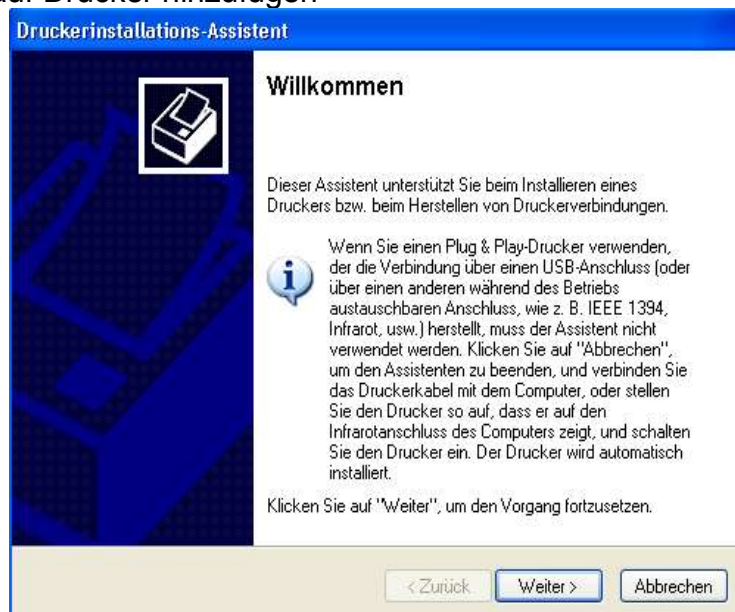 auf Drucker hinzufügen
Druckerinstallations-Assistent
Willkommen
Dieser Assistent unterstützt Sie beim Installieren eines
Druckers bzw. beim Herstellen von Druckerverbindungen.
Wenn Sie einen Plug & Play-Drucker verwenden,
der die Verbindung über einen USB-Anschluss (oder
über einen anderen während des Betriebs
austauschbaren Anschluss, wie z. B. IEEE 1394,
Infrarot, usw.) herstellt, muss der Assistent nicht
verwendet werden. Klicken Sie auf "Abbrechen",
um den Assistenten zu beenden, und verbinden Sie
das Druckerkabel mit dem Computer, oder stellen
Sie den Drucker so auf, dass er auf den
Infrarotanschluss des Computers zeigt, und schalten
Sie den Drucker ein. Der Drucker wird automatisch
installiert.
Klicken Sie auf "Weiter", um den Vorgang fortzusetzen.
< Zurück Weiter > Abbrechen